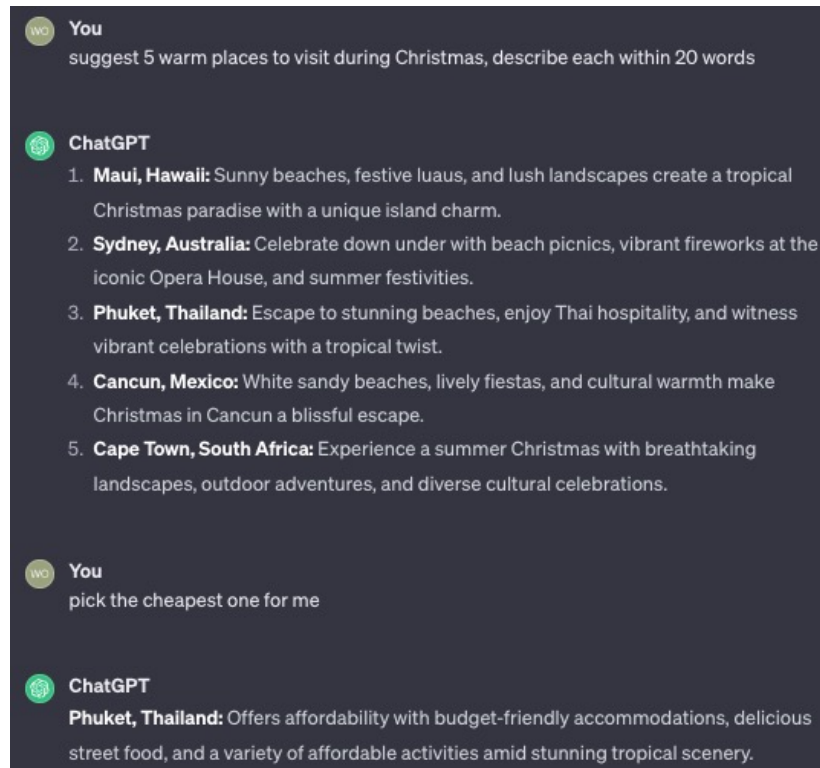 WO You
suggest 5 warm places to visit during Christmas, describe each within 20 words
ChatGPT
1. Maui, Hawaii: Sunny beaches, festive luaus, and lush landscapes create a tropical
Christmas paradise with a unique island charm.
2. Sydney, Australia: Celebrate down under with beach picnics, vibrant fireworks at the
iconic Opera House, and summer festivities.
3. Phuket, Thailand: Escape to stunning beaches, enjoy Thai hospitality, and witness
vibrant celebrations with a tropical twist.
4. Cancun, Mexico: White sandy beaches, lively fiestas, and cultural warmth make
Christmas in Cancun a blissful escape.
5. Cape Town, South Africa: Experience a summer Christmas with breathtaking
landscapes, outdoor adventures, and diverse cultural celebrations.
WO You
pick the cheapest one for me
ChatGPT
Phuket, Thailand: Offers affordability with budget-friendly accommodations, delicious
street food, and a variety of affordable activities amid stunning tropical scenery.